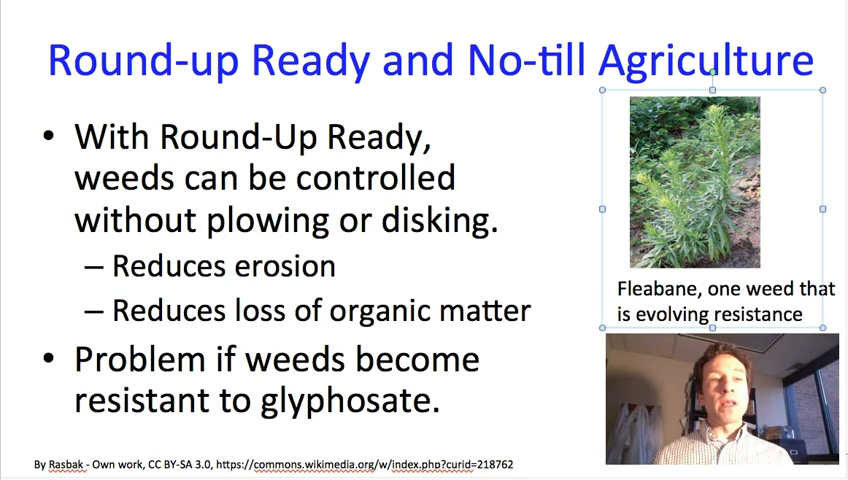 Round-up Ready and No-till Agriculture
• With Round-Up Ready,
weeds can be controlled
without plowing or disking.
– Reduces erosion
– Reduces loss of organic matter
• Problem if weeds become
resistant to glyphosate.
Fleabane, one weed that
is evolving resistance
By Rasbak - Own work, CC BY-SA 3.0, https://commons.wikimedia.org/w/index.php?curid=218762